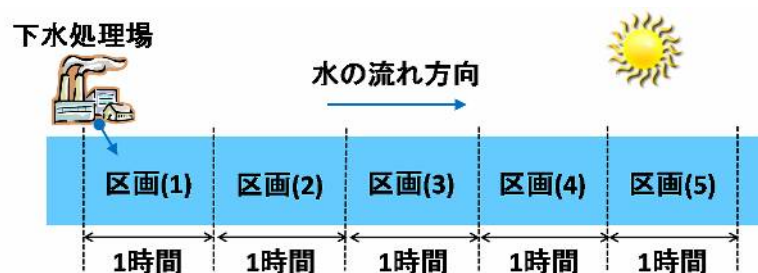 下水処理場
水の流れ方向
区画(1) 区画(2) 区画(3) 区画(4) 区画(5)
1時間 1時間 1時間 1時間 1時間